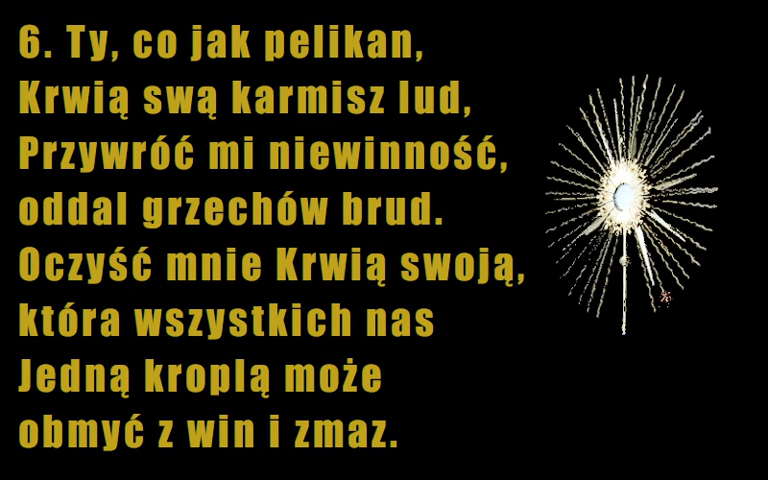 6. Ty, co jak pelikan,
Krwią swą karmisz lud,
Przywróć mi niewinność,
oddal grzechów brud.
Oczyść mnie Krwią swoją,
która wszystkich nas
Jedną kroplą może
obmyć z win i zmaz.